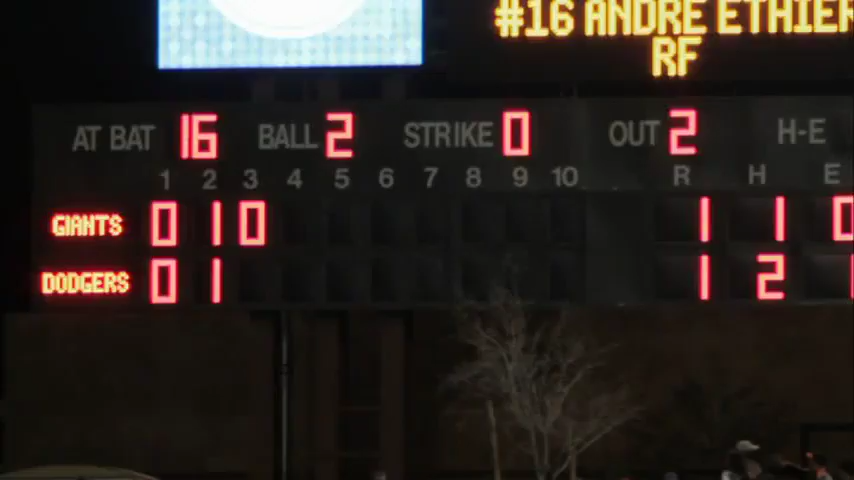 #16 ANDRE ETHIER
RF
AT BAT 16 BALL 2 STRIKE 0 OUT 2 H-E
1 2 3 4 5 6 7 8 9 10 R H E
GIANTS 0 1 0 1 1 0
DODGERS 0 1 1 2 1